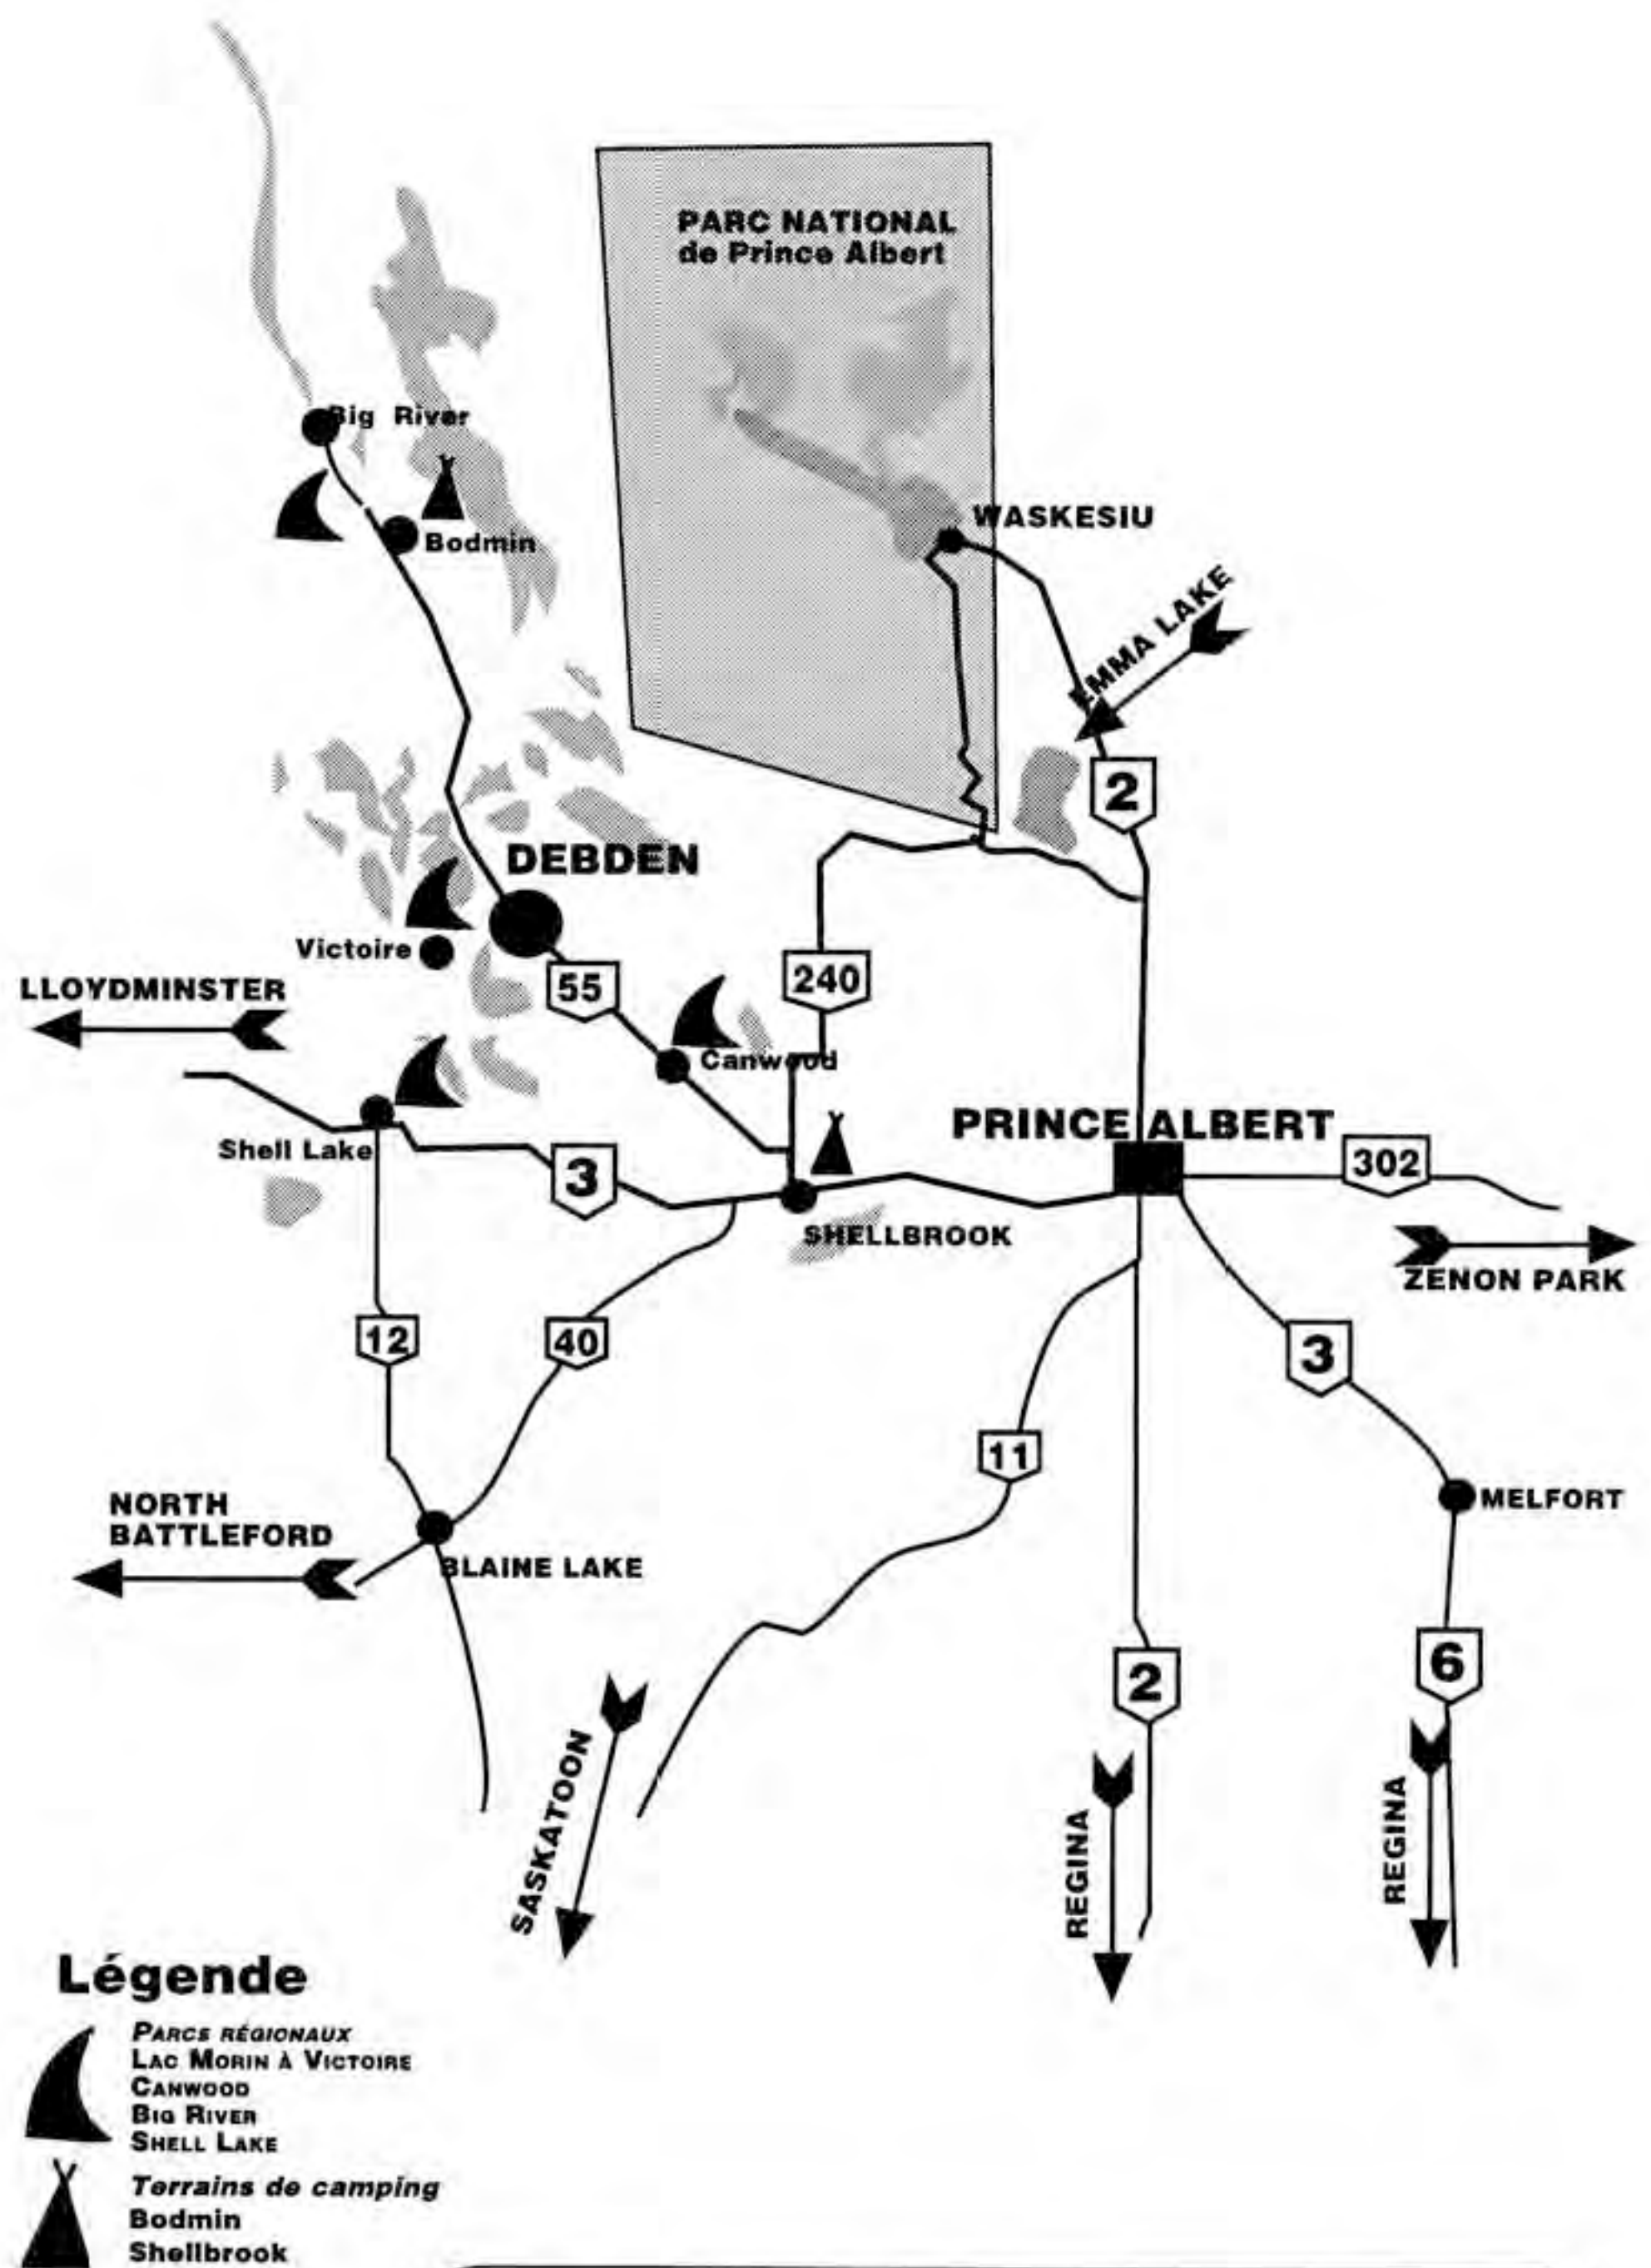 PARC NATIONAL
de Prince Albert
Big River
Bodmin
WASKESIU
EMMA LAKE
2
DEBDEN
Victoire
55
240
LLOYDMINSTER
Canwood
PRINCE ALBERT
Shell Lake
3
302
SHELLBROOK
ZENON PARK
12
40
3
11
NORTH
BATTLEFORD
MELFORT
BLAINE LAKE
2
6
SASKATOON
REGINA
REGINA
Légende
PARCS RÉGIONAUX
LAC MORIN À VICTOIRE
CANWOOD
BIG RIVER
SHELL LAKE
Terrains de camping
Bodmin
Shellbrook